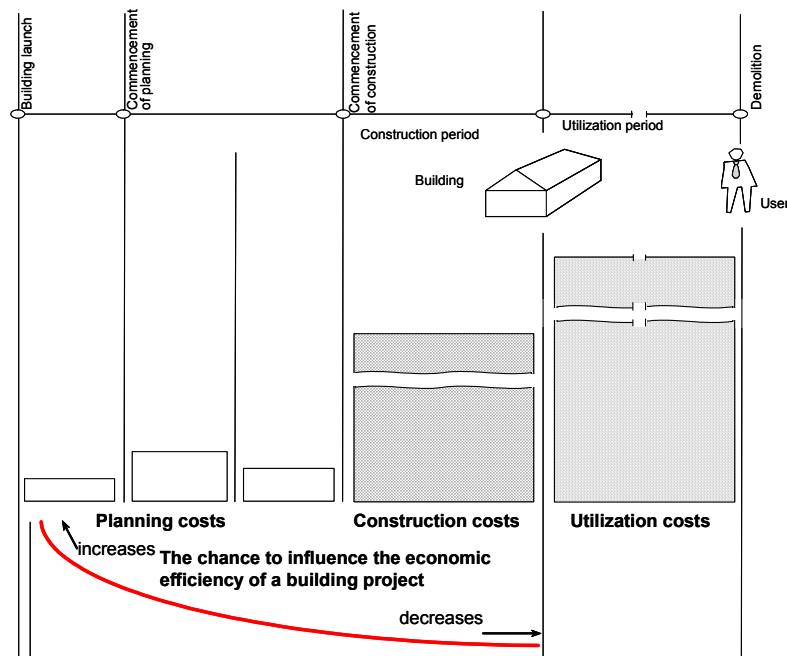 Building launch
Commencement
of planning
Commencement
of construction
Demolition
Construction period
Utilization period
Building
User
Planning costs
Construction costs
Utilization costs
increases
The chance to influence the economic
efficiency of a building project
decreases